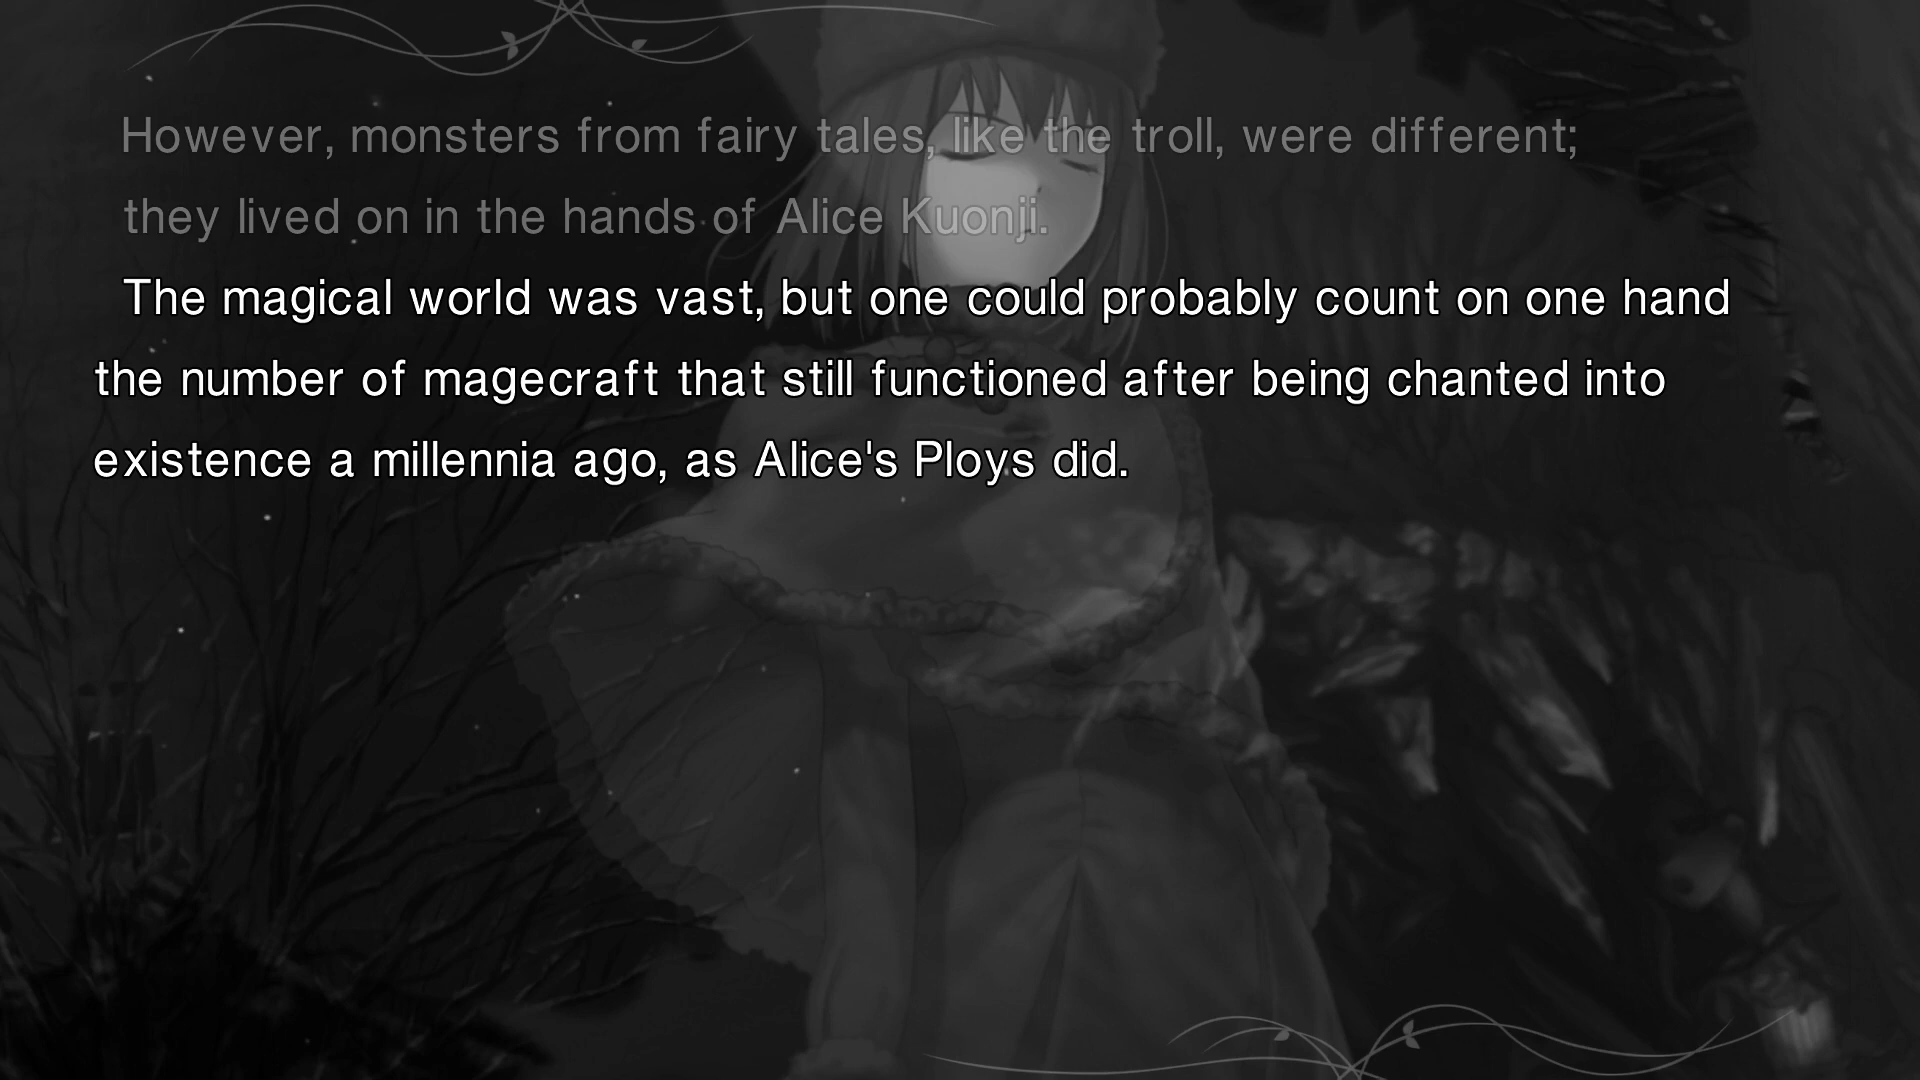 However, monsters from fairy tales, like the troll, were different;
they lived on in the hands of Alice Kuonji.
The magical world was vast, but one could probably count on one hand
the number of magecraft that still functioned after being chanted into
existence a millennia ago, as Alice's Ploys did.